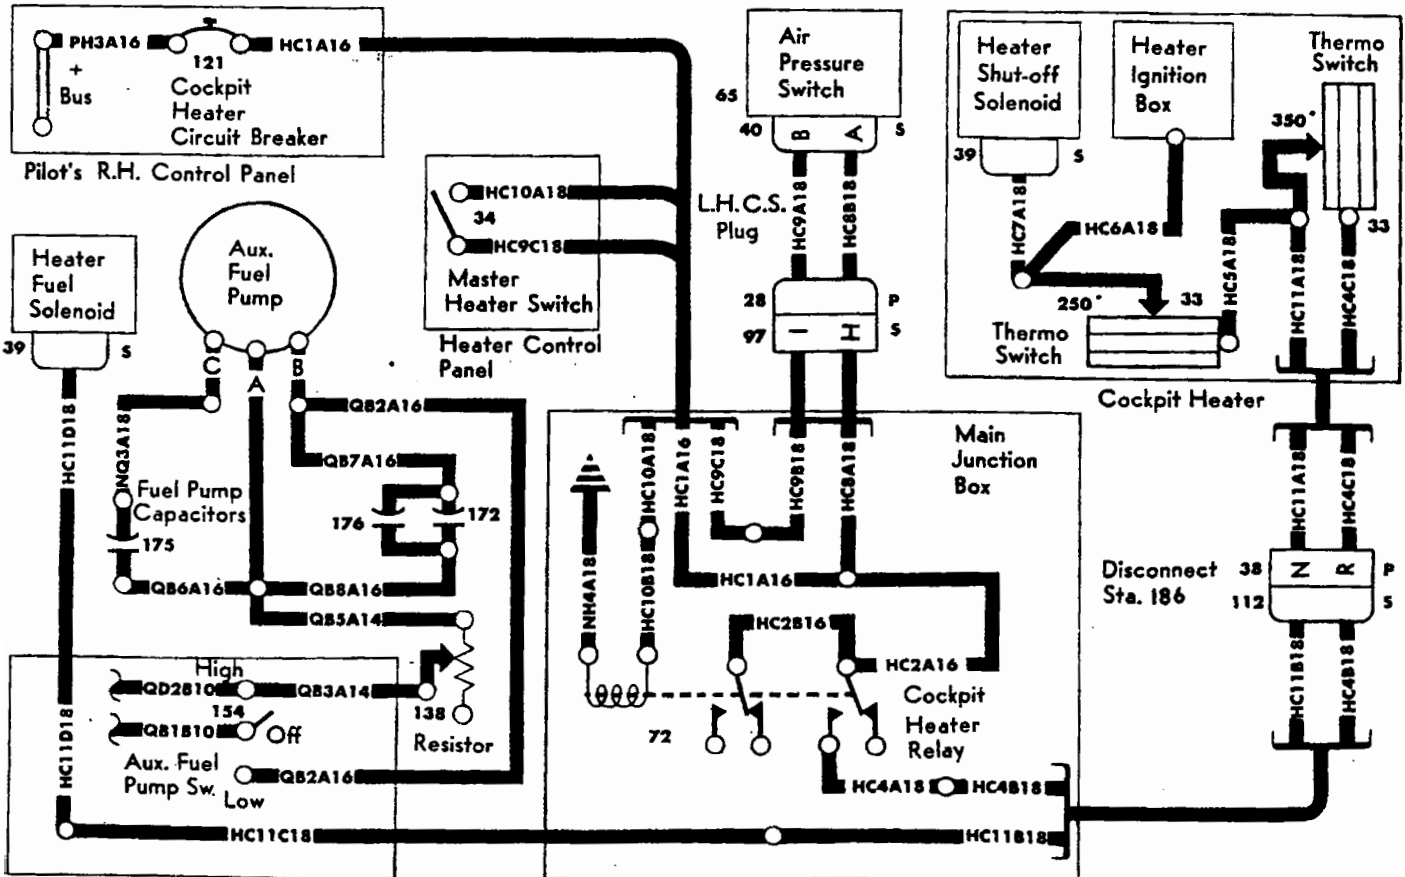 PH3A16
HC1A16
+
Bus
121
Cockpit
Heater
Circuit Breaker
Pilot's R.H. Control Panel
HC10A18
34
HC9C18
Master
Heater Switch
Heater Control
Panel
Air
Pressure
Switch
65
40
B
A
S
L.H.C.S.
Plug
HC9A18
HC8B18
28
P
97
I
H
S
Heater
Shut-off
Solenoid
39
S
HC7A18
Heater
Ignition
Box
HC6A18
Thermo
Switch
350°
33
HC5A18
HC11A18
HC4C18
250°
33
Thermo
Switch
Cockpit Heater
Heater
Fuel
Solenoid
39
S
HC11D18
Aux.
Fuel
Pump
C
A
B
NQ3A18
QB2A16
QB7A16
Fuel Pump
Capacitors
175
176
172
QB6A16
QB8A16
QB5A14
High
QD2B10
QB3A14
154
138
Resistor
QB1B10
Off
Aux. Fuel
Pump Sw.
Low
QB2A16
HC11D18
HC11C18
Main
Junction
Box
HC10A18
HC1A16
HC9C18
HC9B18
HC8A18
HC1A16
NH4A18
HC10B18
HC2B16
HC2A16
Cockpit
Heater
Relay
72
HC4A18
HC4B18
HC11B18
HC11A18
HC4C18
Disconnect
Sta. 186
38
N
R
P
112
S
HC11B18
HC4B18